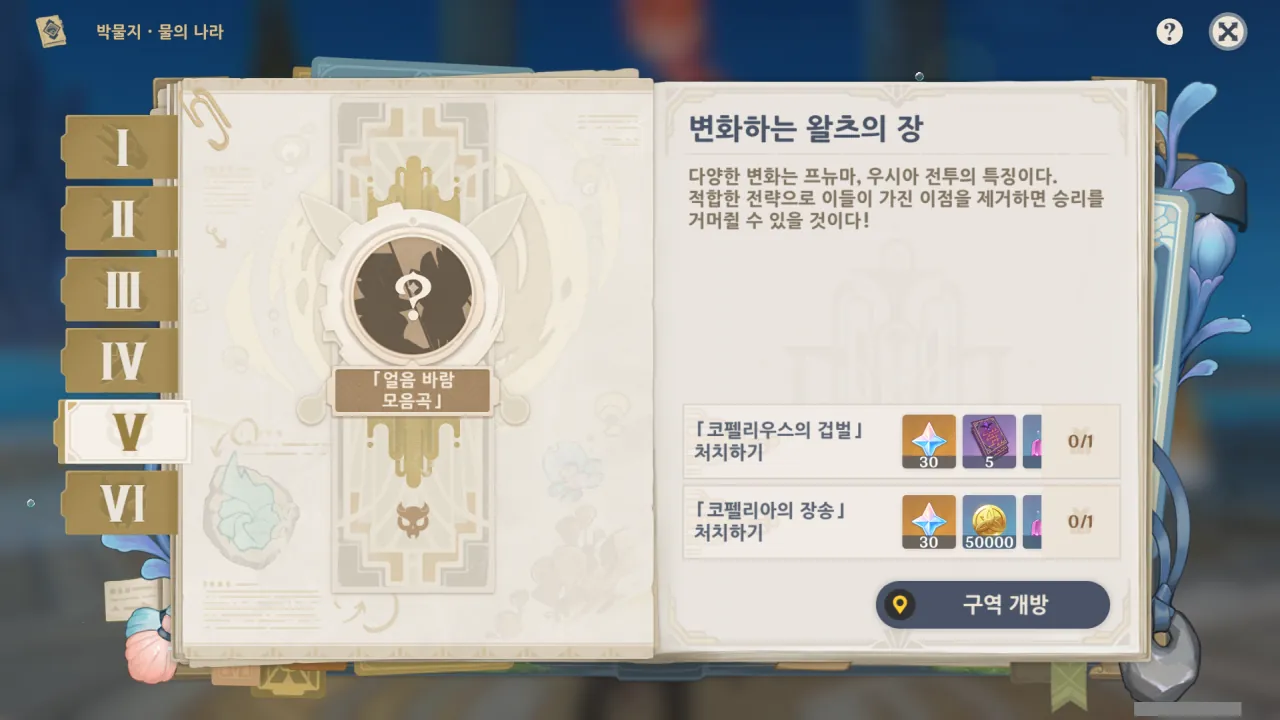 박물지 · 물의 나라
?
I
II
III
IV
V
VI
?
「얼음 바람
모음곡」
변화하는 왈츠의 장
다양한 변화는 프뉴마, 우시아 전투의 특징이다.
적합한 전략으로 이들이 가진 이점을 제거하면 승리를
거머쥘 수 있을 것이다!
「코펠리우스의 겁벌」
처치하기
30
5
0/1
「코펠리아의 장송」
처치하기
30
50000
0/1
구역 개방